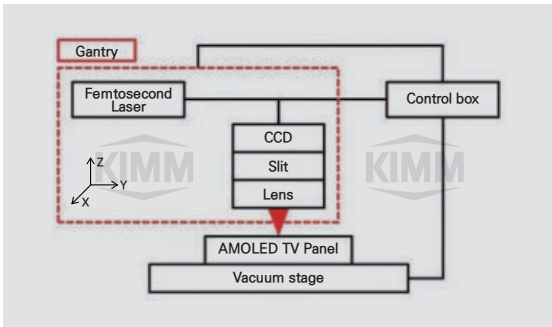 Gantry
Femtosecond
Laser
Control box
CCD
Slit
Lens
KIMM
KIMM
Z
Y
X
AMOLED TV Panel
Vacuum stage